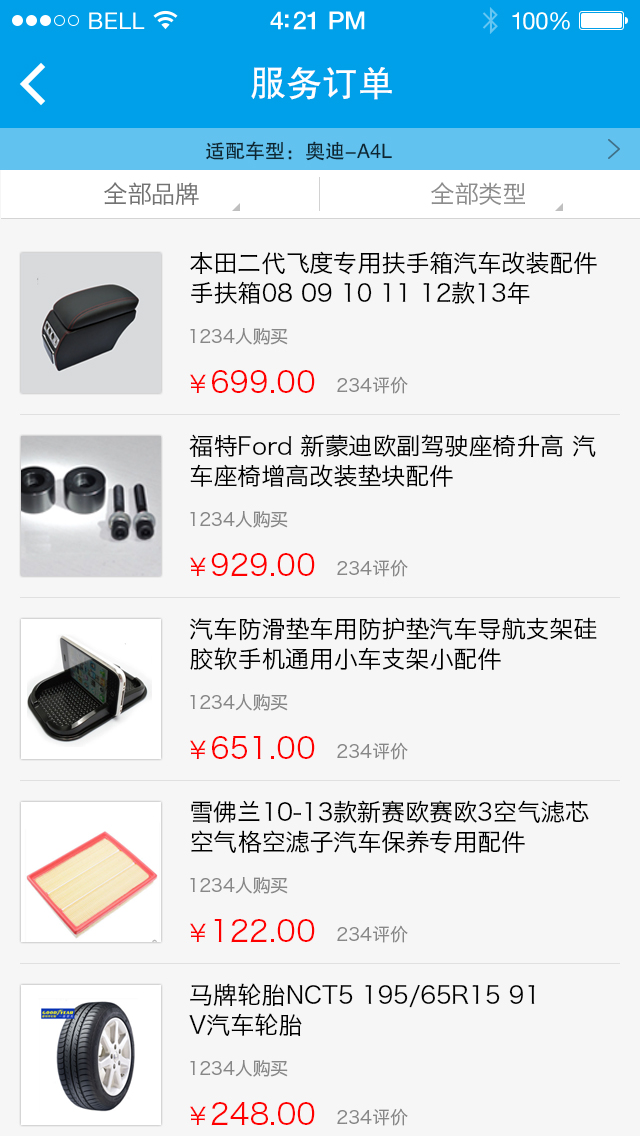 BELL 4:21 PM 100%
服务订单
适配车型：奥迪-A4L
全部品牌 全部类型
本田二代飞度专用扶手箱汽车改装配件
手扶箱08 09 10 11 12款13年
1234人购买
¥699.00 234评价
福特Ford 新蒙迪欧副驾驶座椅升高 汽
车座椅增高改装垫块配件
1234人购买
¥929.00 234评价
汽车防滑垫车用防护垫汽车导航支架硅
胶软手机通用小车支架小配件
1234人购买
¥651.00 234评价
雪佛兰10-13款新赛欧赛欧3空气滤芯
空气格空滤子汽车保养专用配件
1234人购买
¥122.00 234评价
GOODYEAR
马牌轮胎NCT5 195/65R15 91
V汽车轮胎
1234人购买
¥248.00 234评价